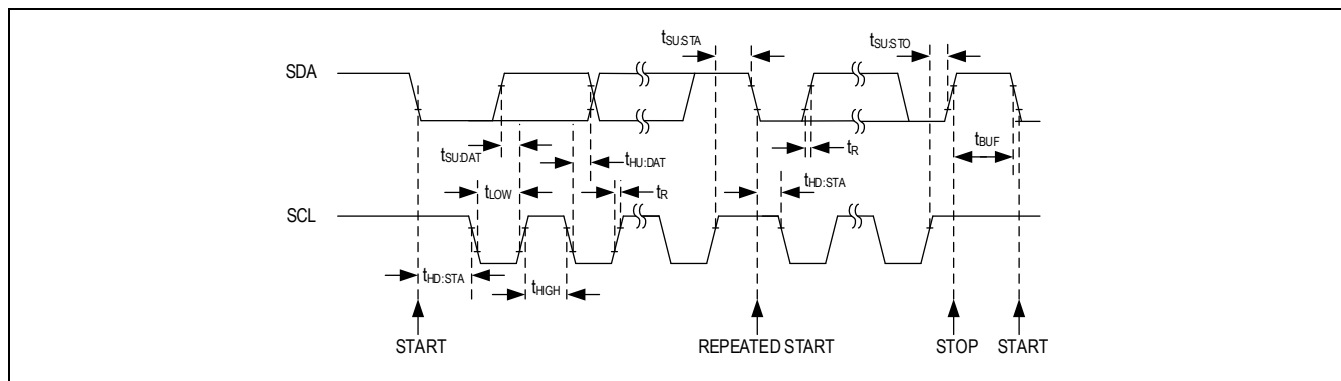 tSU:STA
tSU:STO
SDA
tSU:DAT
tHU:DAT
tR
tBUF
tLOW
tR
tHD:STA
SCL
tHD:STA
tHIGH
START
REPEATED START
STOP
START